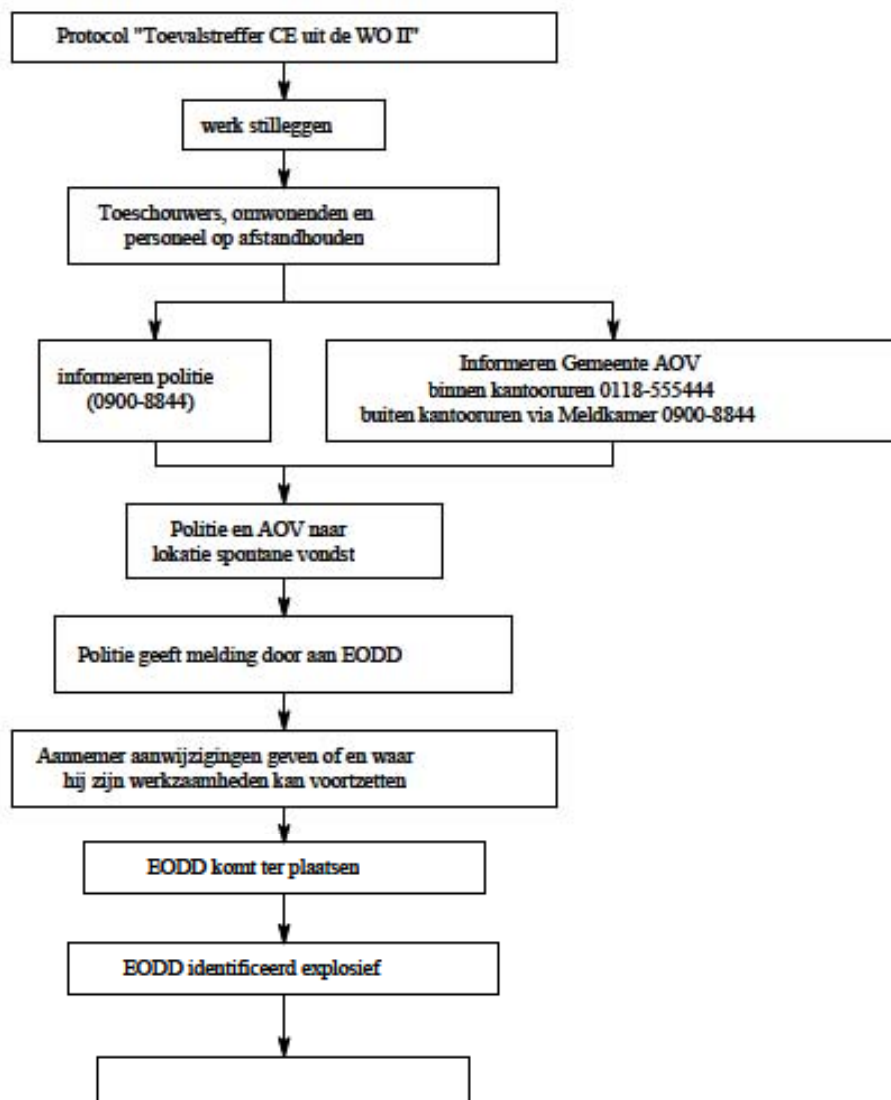 Protocol "Toevalstreffer CE uit de WO II"
werk stilleggen
Toeschouwers, omwonenden en
personeel op afstandhouden
informeren politie
(0900-8844)
Informeren Gemeente AOV
binnen kantooruren 0118-555444
buiten kantooruren via Meldkamer 0900-8844
Politie en AOV naar
lokatie spontane vondst
Politie geeft melding door aan EODD
Aannemer aanwijzigingen geven of en waar
hij zijn werkzaamheden kan voortzetten
EODD komt ter plaatsen
EODD identificeerd explosief